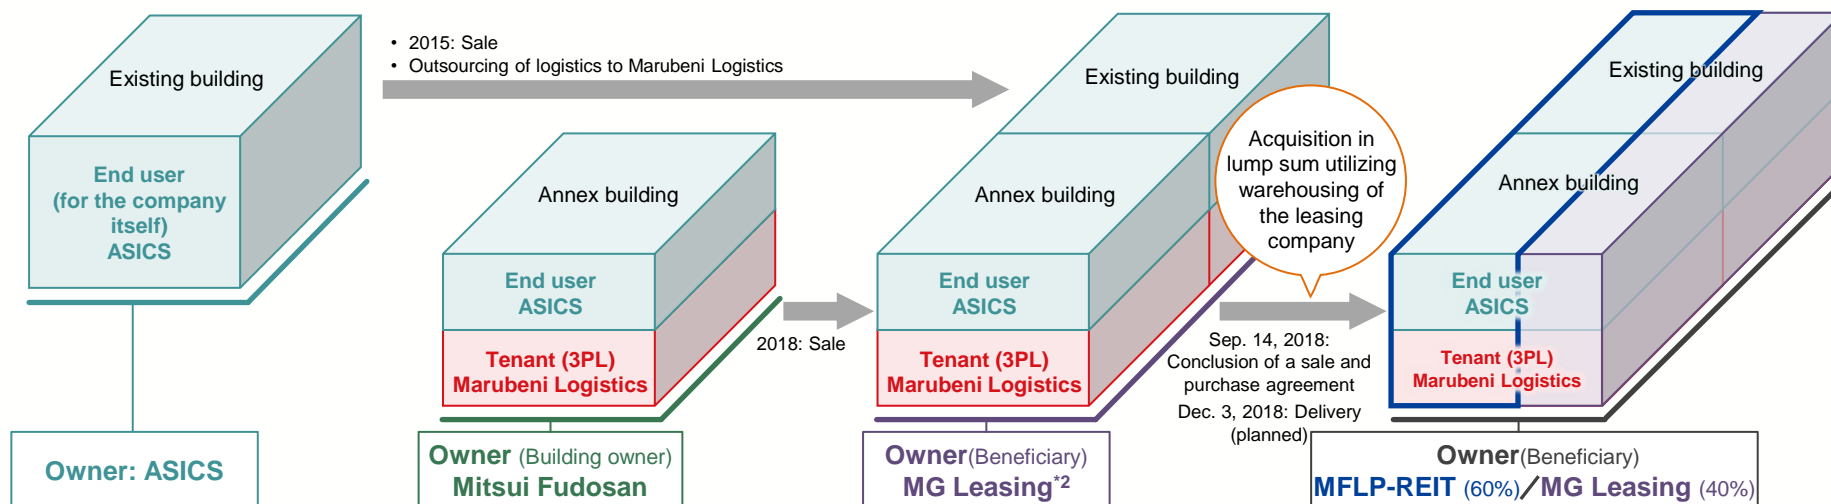 Existing building
End user
(for the company
itself)
ASICS
Owner: ASICS
• 2015: Sale
• Outsourcing of logistics to Marubeni Logistics
Annex building
End user
ASICS
Tenant (3PL)
Marubeni Logistics
Owner (Building owner)
Mitsui Fudosan
2018: Sale
Existing building
Annex building
End user
ASICS
Tenant (3PL)
Marubeni Logistics
Owner(Beneficiary)
MG Leasing*2
Acquisition in
lump sum utilizing
warehousing of
the leasing
company
Sep. 14, 2018:
Conclusion of a sale and
purchase agreement
Dec. 3, 2018: Delivery
(planned)
Existing building
Annex building
End user
ASICS
Tenant (3PL)
Marubeni Logistics
Owner(Beneficiary)
MFLP-REIT (60%)/MG Leasing (40%)